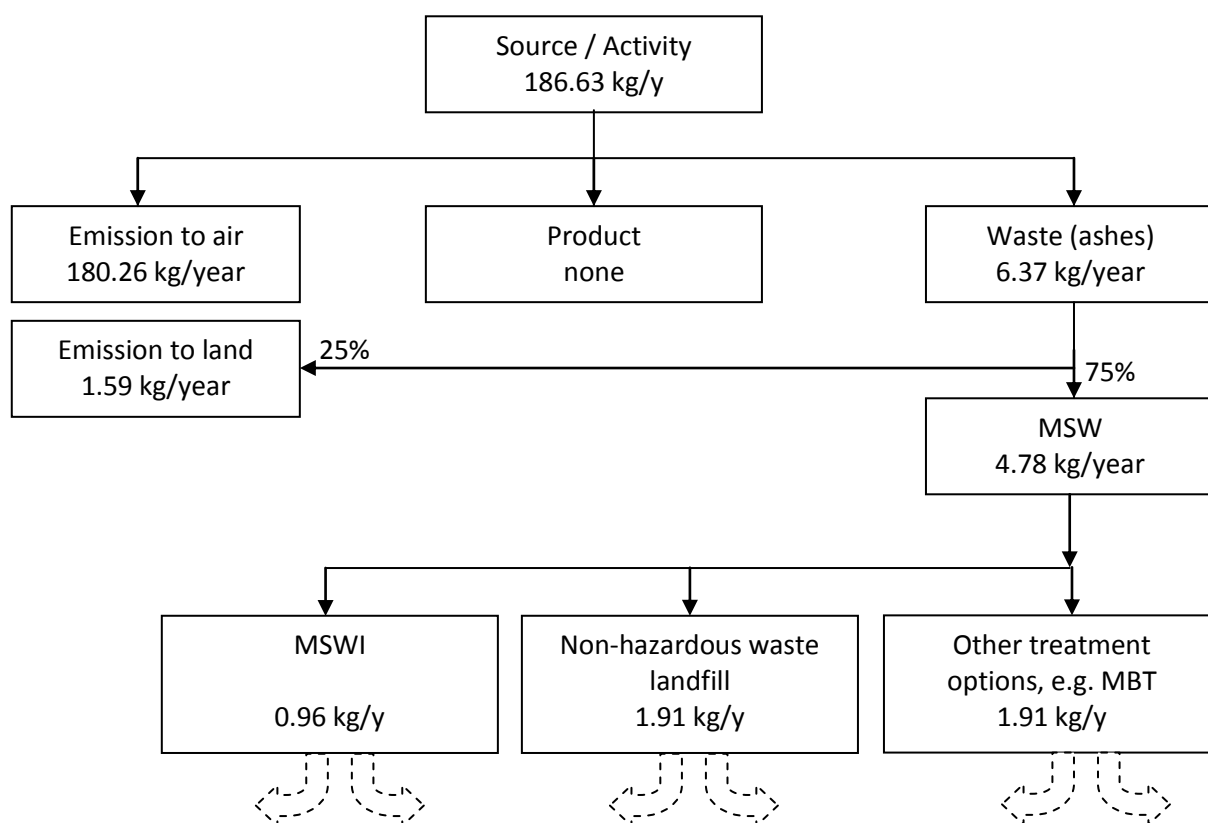 Source / Activity
186.63 kg/y
Emission to air
180.26 kg/year
Product
none
Waste (ashes)
6.37 kg/year
Emission to land
1.59 kg/year
25%
75%
MSW
4.78 kg/year
MSWI
0.96 kg/y
Non-hazardous waste
landfill
1.91 kg/y
Other treatment
options, e.g. MBT
1.91 kg/y